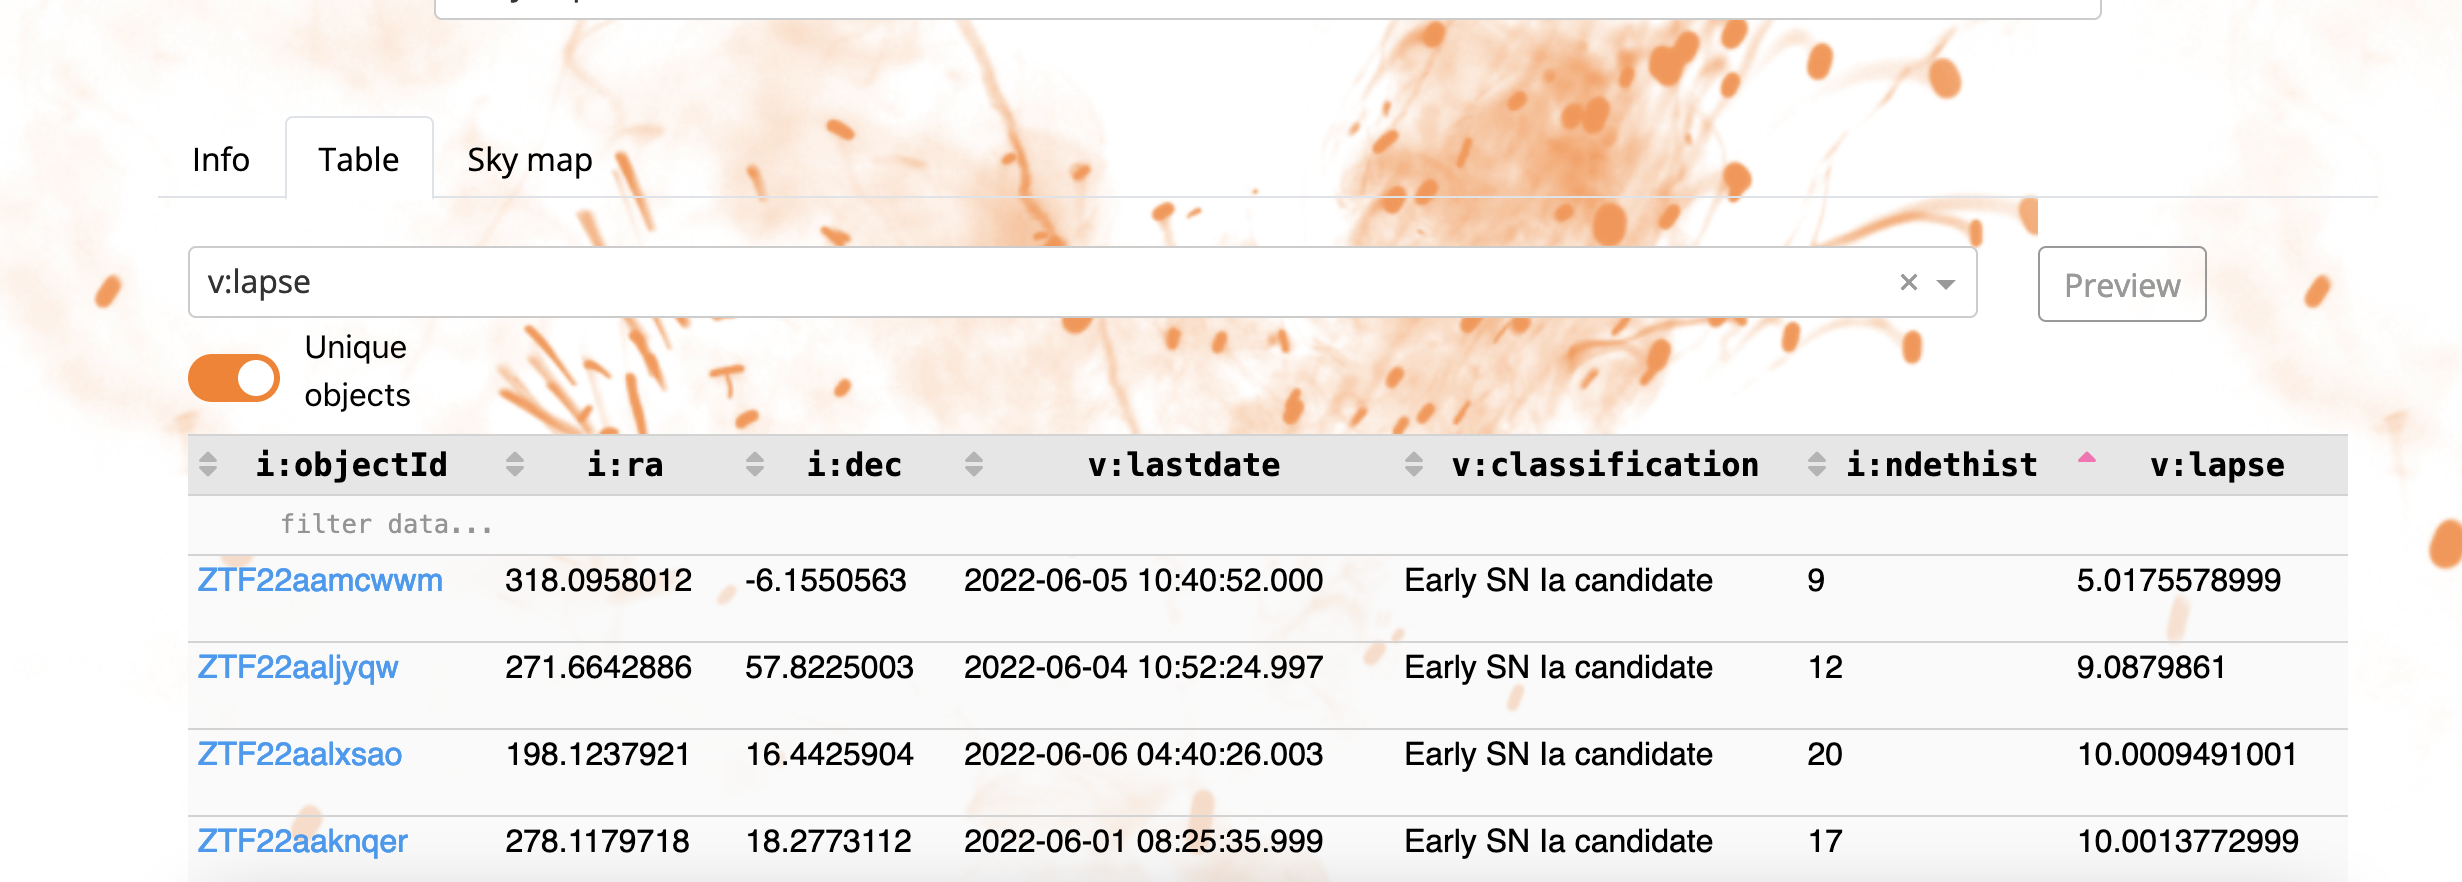 Info Table Sky map
v:lapse × Preview
Unique
objects
i:objectId i:ra i:dec v:lastdate v:classification i:ndethist v:lapse
filter data...
ZTF22aamcwwm 318.0958012 -6.1550563 2022-06-05 10:40:52.000 Early SN Ia candidate 9 5.0175578999
ZTF22aaljyqw 271.6642886 57.8225003 2022-06-04 10:52:24.997 Early SN Ia candidate 12 9.0879861
ZTF22aalxsao 198.1237921 16.4425904 2022-06-06 04:40:26.003 Early SN Ia candidate 20 10.0009491001
ZTF22aaknqer 278.1179718 18.2773112 2022-06-01 08:25:35.999 Early SN Ia candidate 17 10.0013772999